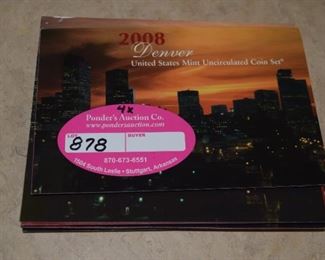 2008
Denver
United States Mint Uncirculated Coin Set®
4x
Ponder's Auction Co.
www.pondersauction.com
LOT
BUYER
878
870-673-6551
1504 South Leslie • Stuttgart, Arkansas